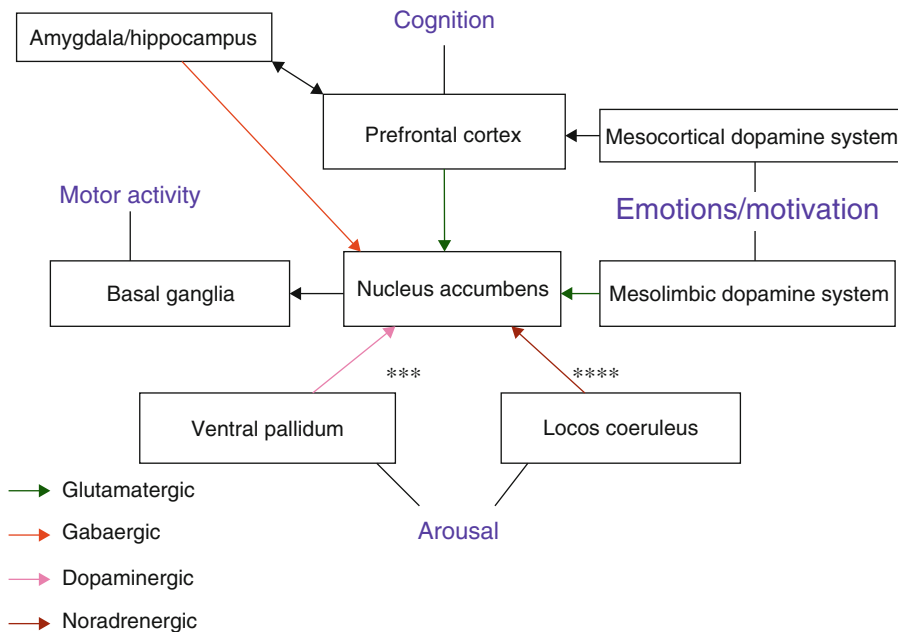 Cognition
Amygdala/hippocampus
Prefrontal cortex
Mesocortical dopamine system
Motor activity
Emotions/motivation
Basal ganglia
Nucleus accumbens
Mesolimbic dopamine system
***
****
Ventral pallidum
Locos coeruleus
Glutamatergic
Gabaergic
Arousal
Dopaminergic
Noradrenergic